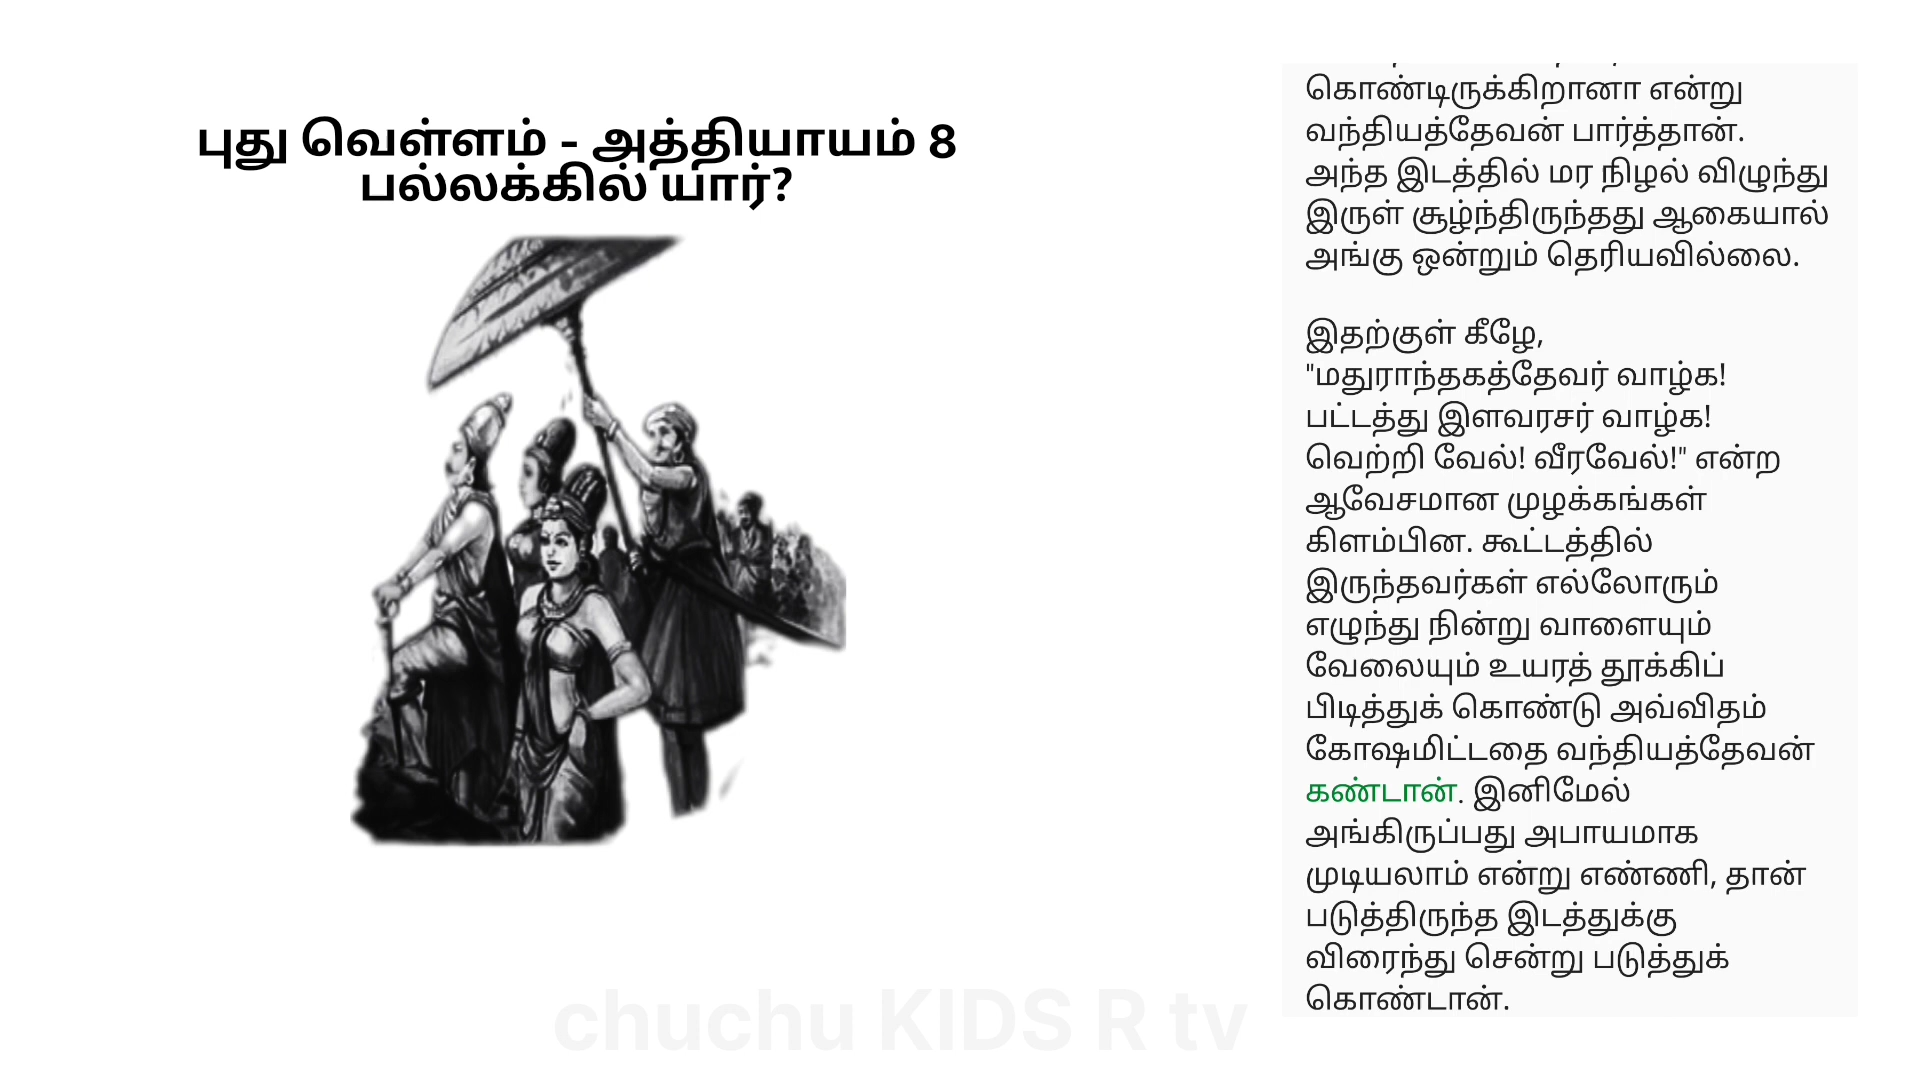 புது வெள்ளம் - அத்தியாயம் 8
பல்லக்கில் யார்?
கொண்டிருக்கிறானா என்று
வந்தியத்தேவன் பார்த்தான்.
அந்த இடத்தில் மர நிழல் விழுந்து
இருள் சூழ்ந்திருந்தது ஆகையால்
அங்கு ஒன்றும் தெரியவில்லை.
இதற்குள் கீழே,
"மதுராந்தகத்தேவர் வாழ்க!
பட்டத்து இளவரசர் வாழ்க!
வெற்றி வேல்! வீரவேல்!" என்ற
ஆவேசமான முழக்கங்கள்
கிளம்பின. கூட்டத்தில்
இருந்தவர்கள் எல்லோரும்
எழுந்து நின்று வாளையும்
வேலையும் உயரத் தூக்கிப்
பிடித்துக் கொண்டு அவ்விதம்
கோஷமிட்டதை வந்தியத்தேவன்
கண்டான். இனிமேல்
அங்கிருப்பது அபாயமாக
முடியலாம் என்று எண்ணி, தான்
படுத்திருந்த இடத்துக்கு
விரைந்து சென்று படுத்துக்
கொண்டான்.
chuchu KIDS R tv